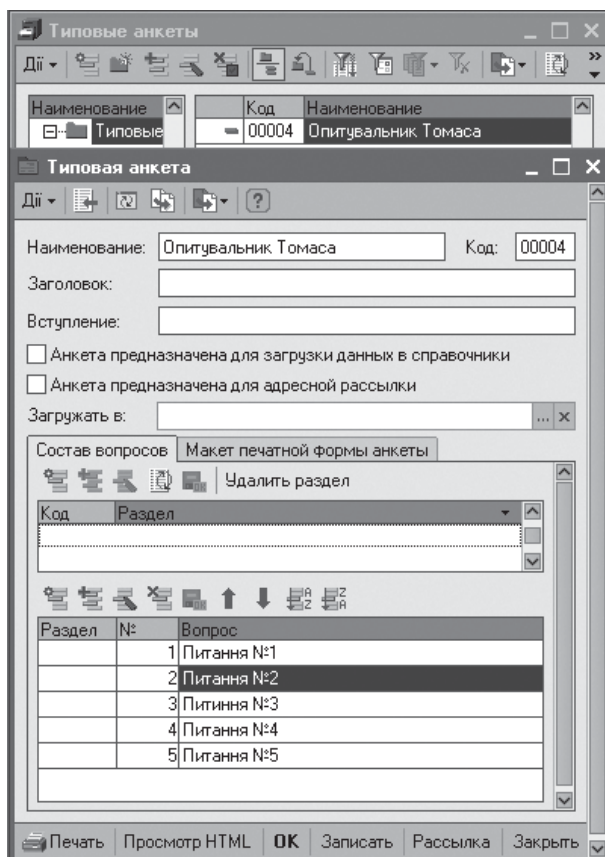 Типовые анкеты
Дії
Наименование Код Наименование
Типовые 00004 Опитувальник Томаса
Типовая анкета
Дії
Наименование: Опитувальник Томаса Код: 00004
Заголовок:
Вступление:
Анкета предназначена для загрузки данных в справочники
Анкета предназначена для адресной рассылки
Загружать в: ... ×
Состав вопросов Макет печатной формы анкеты
Удалить раздел
Код Раздел
Раздел № Вопрос
1 Питання №1
2 Питання №2
3 Питиння №3
4 Питання №4
5 Питання №5
Печать Просмотр HTML OK Записать Рассылка Закрыть